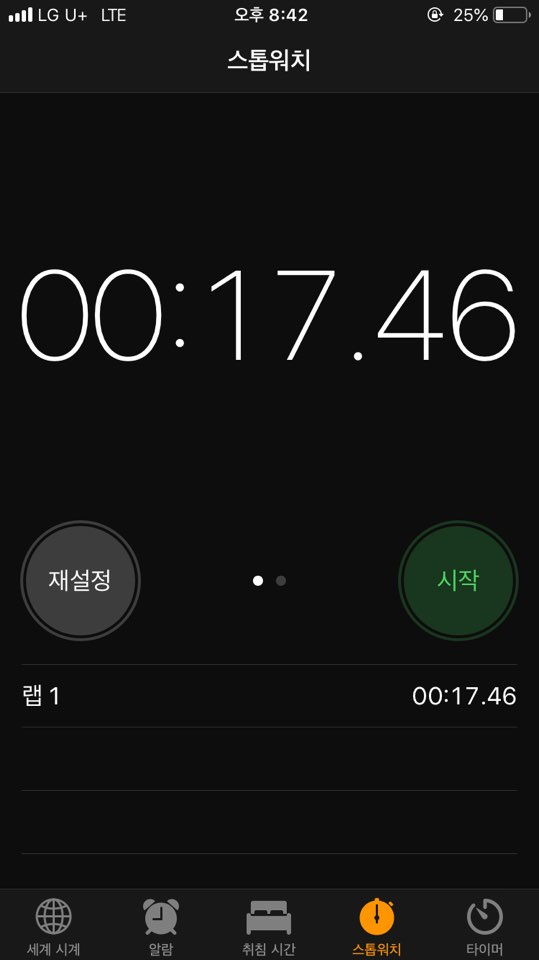 LG U+ LTE 오후 8:42 25%
스톱워치
00:17.46
재설정 시작
랩 1 00:17.46
세계 시계 알람 취침 시간 스톱워치 타이머